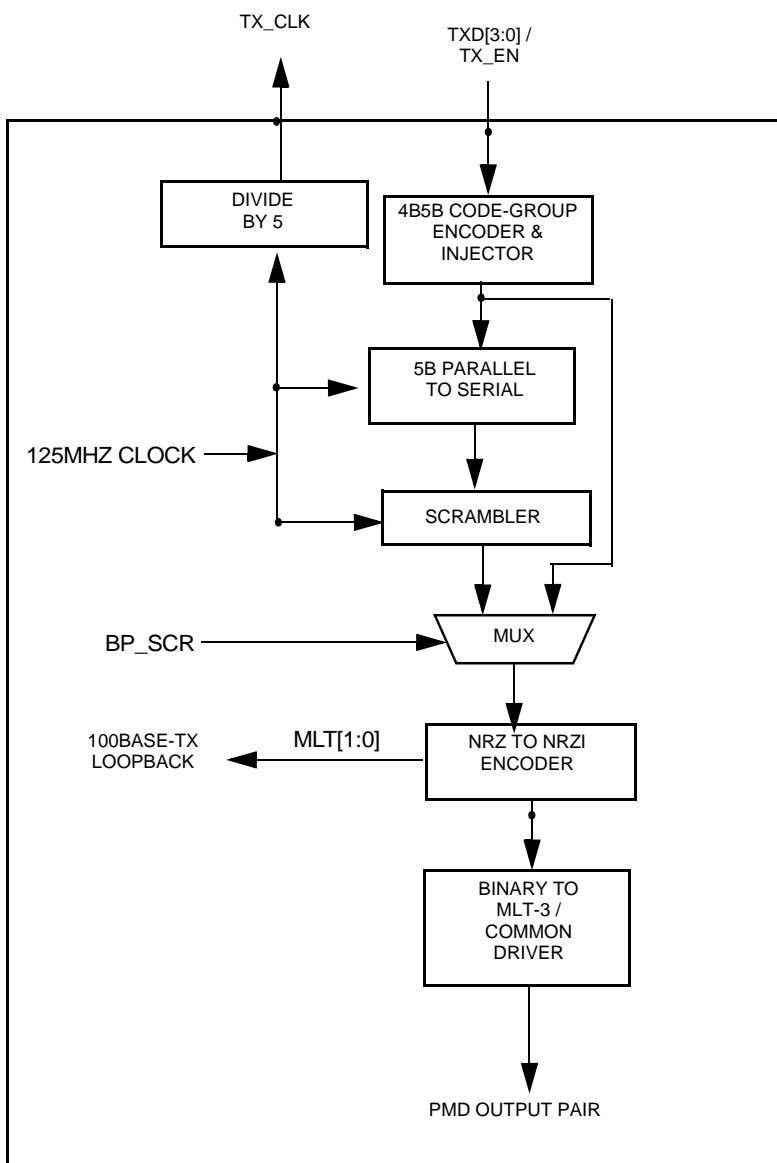 TX_CLK
TXD[3:0] /
TX_EN
DIVIDE
BY 5
4B5B CODE-GROUP
ENCODER &
INJECTOR
5B PARALLEL
TO SERIAL
125MHZ CLOCK
SCRAMBLER
BP_SCR
MUX
100BASE-TX
LOOPBACK
MLT[1:0]
NRZ TO NRZI
ENCODER
BINARY TO
MLT-3 /
COMMON
DRIVER
PMD OUTPUT PAIR